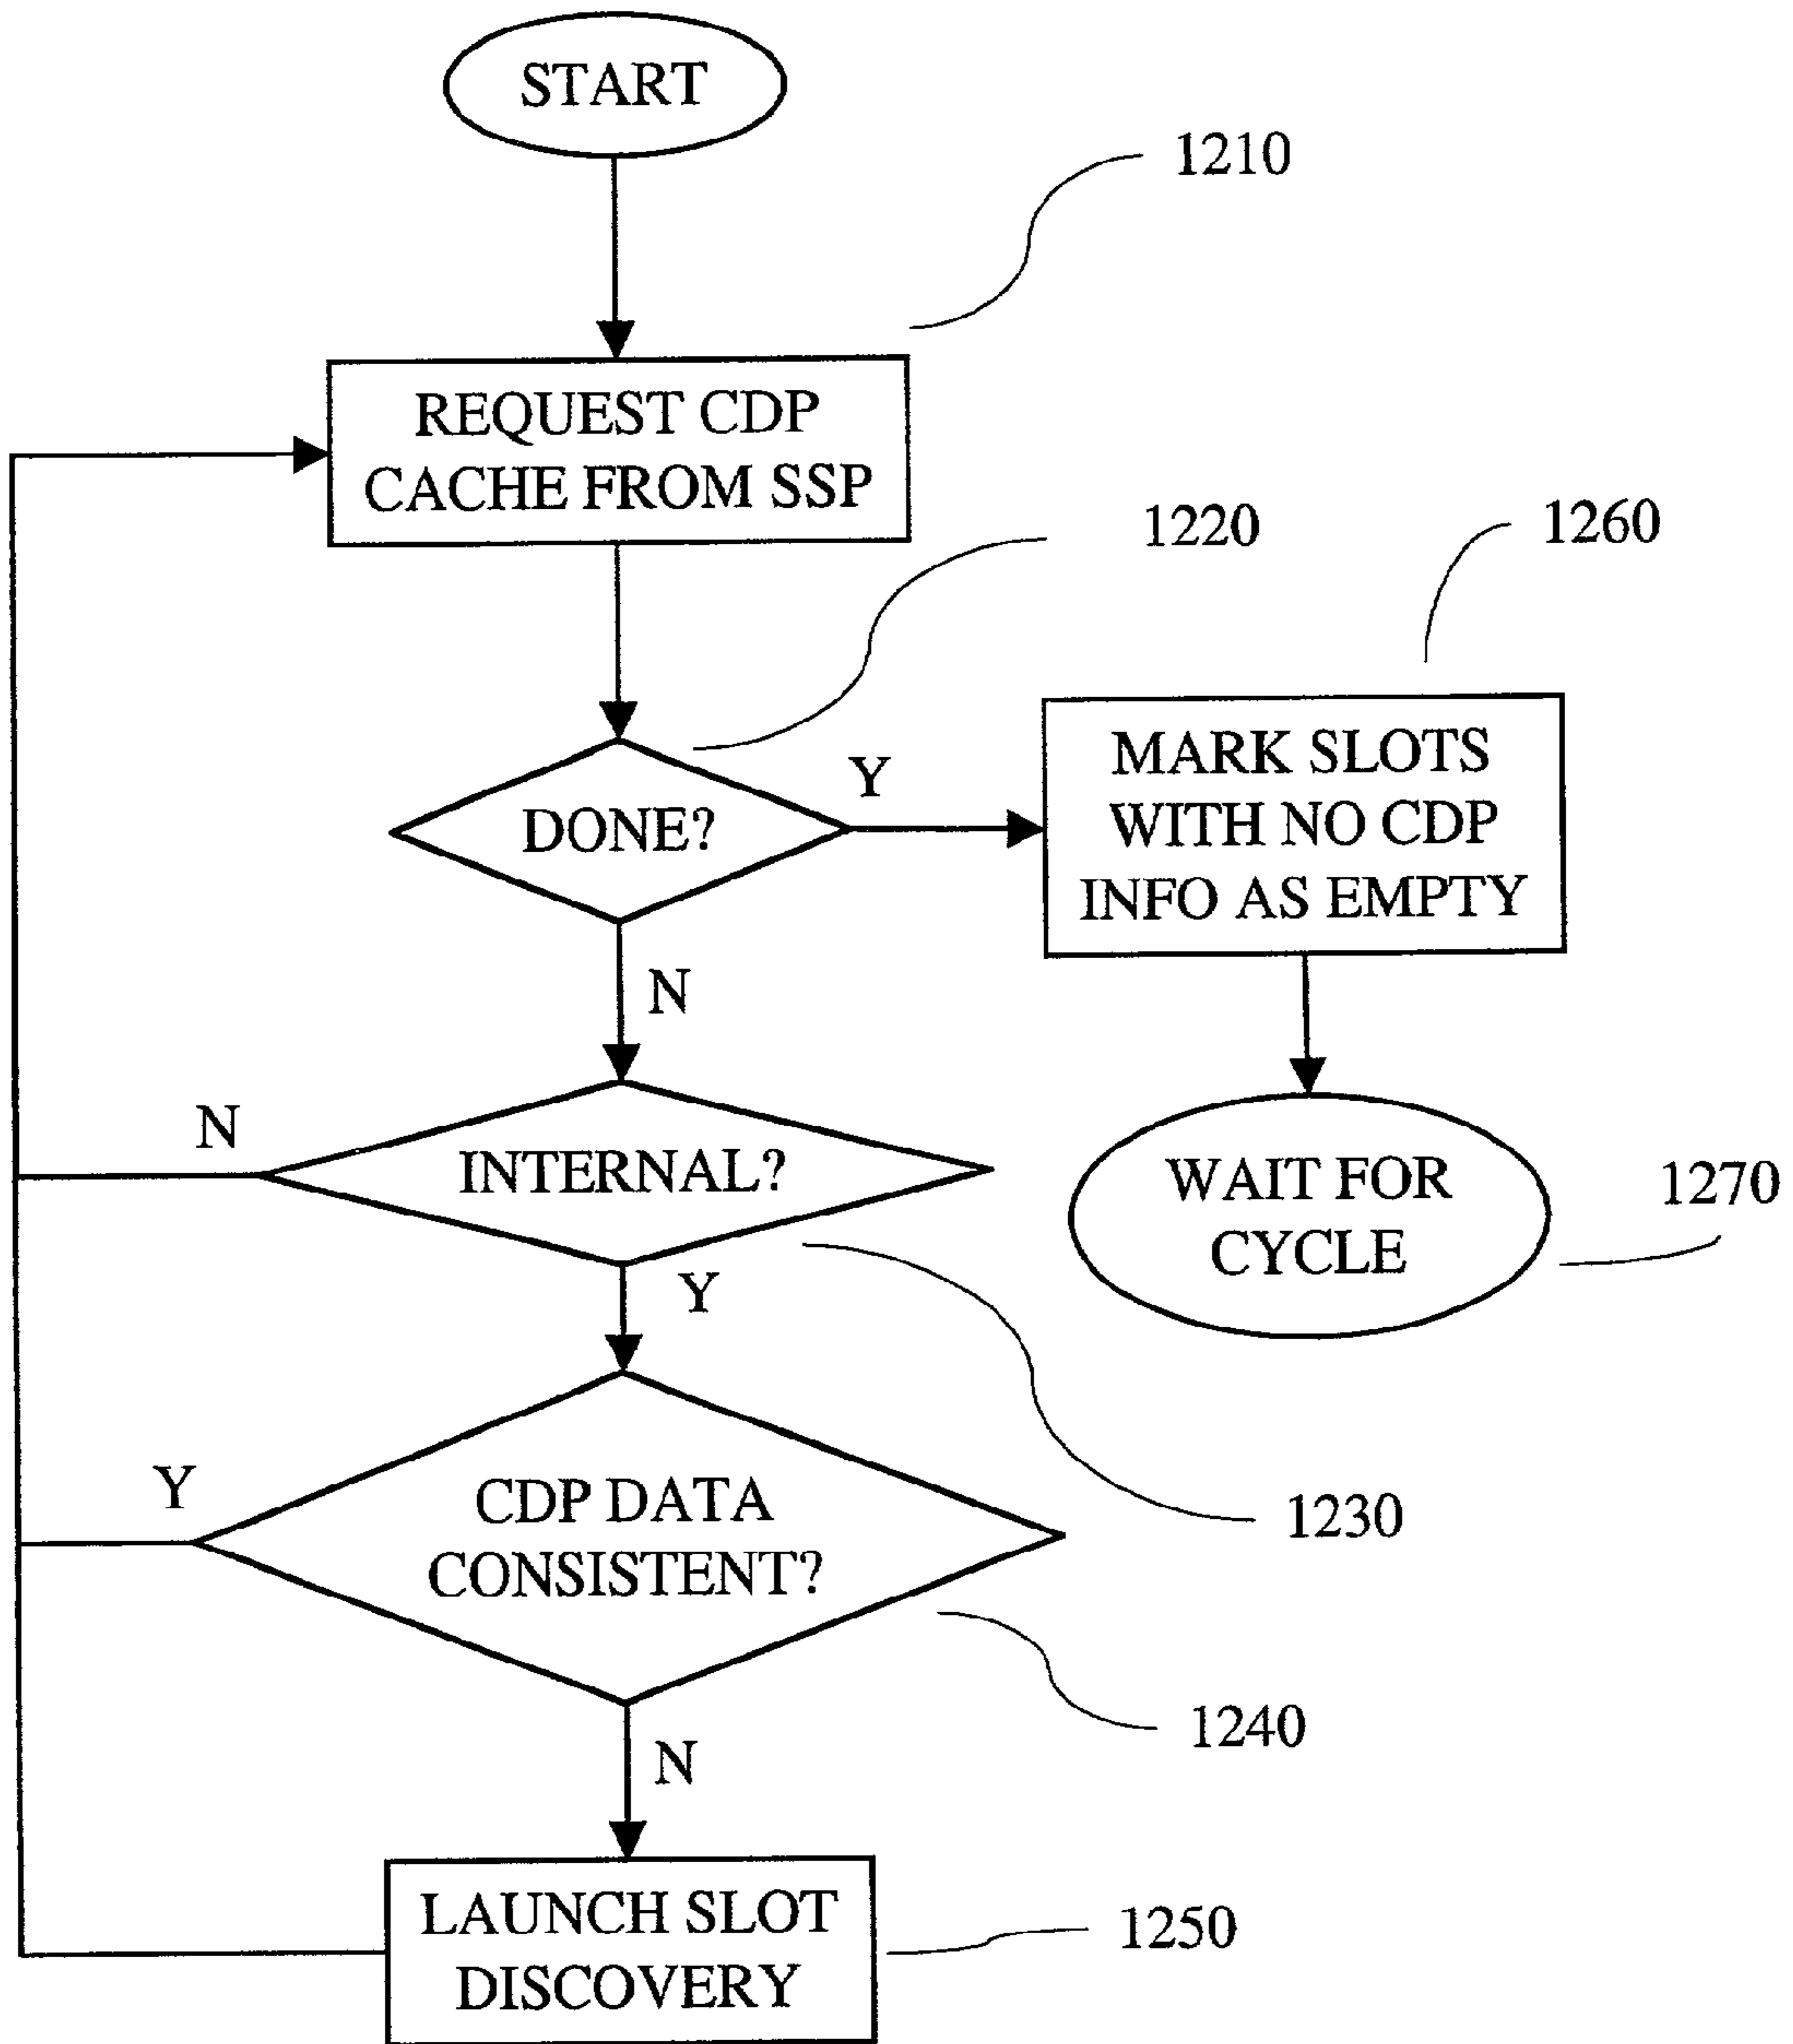 START
1210
REQUEST CDP
CACHE FROM SSP
1220
1260
DONE?
Y
MARK SLOTS
WITH NO CDP
INFO AS EMPTY
N
N
INTERNAL?
WAIT FOR
CYCLE
1270
Y
Y
CDP DATA
CONSISTENT?
1230
1240
N
LAUNCH SLOT
DISCOVERY
1250